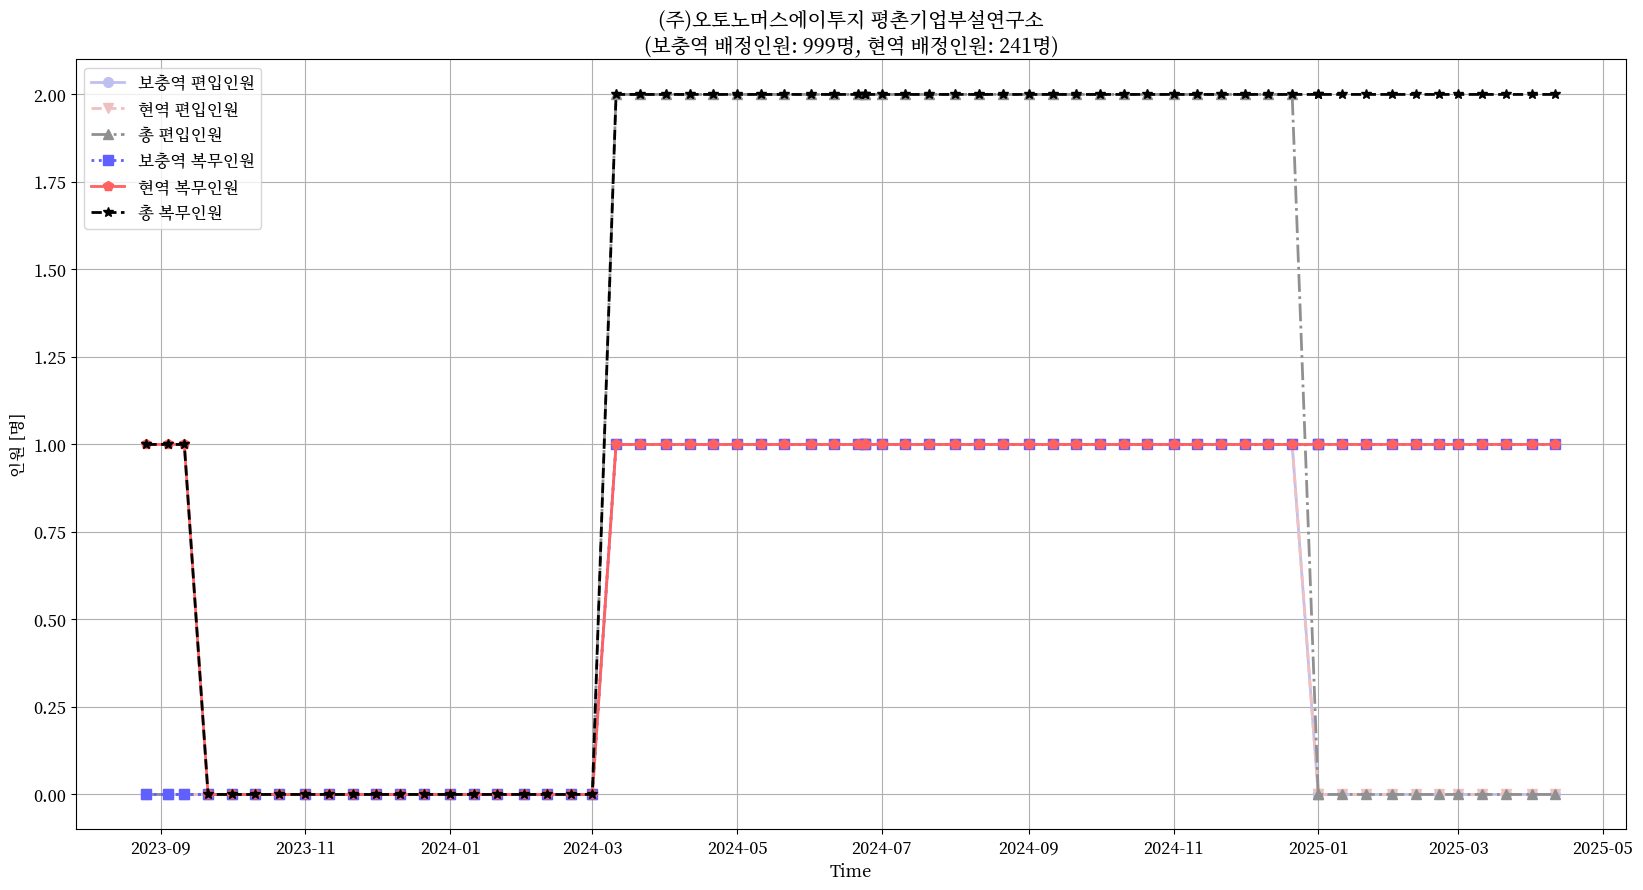 (주)오토노머스에이투지 평촌기업부설연구소
(보충역 배정인원: 999명, 현역 배정인원: 241명)
보충역 편입인원
현역 편입인원
총 편입인원
보충역 복무인원
현역 복무인원
총 복무인원
2.00
1.75
1.50
1.25
1.00
0.75
0.50
0.25
0.00
인원 [명]
2023-09
2023-11
2024-01
2024-03
2024-05
2024-07
2024-09
2024-11
2025-01
2025-03
2025-05
Time